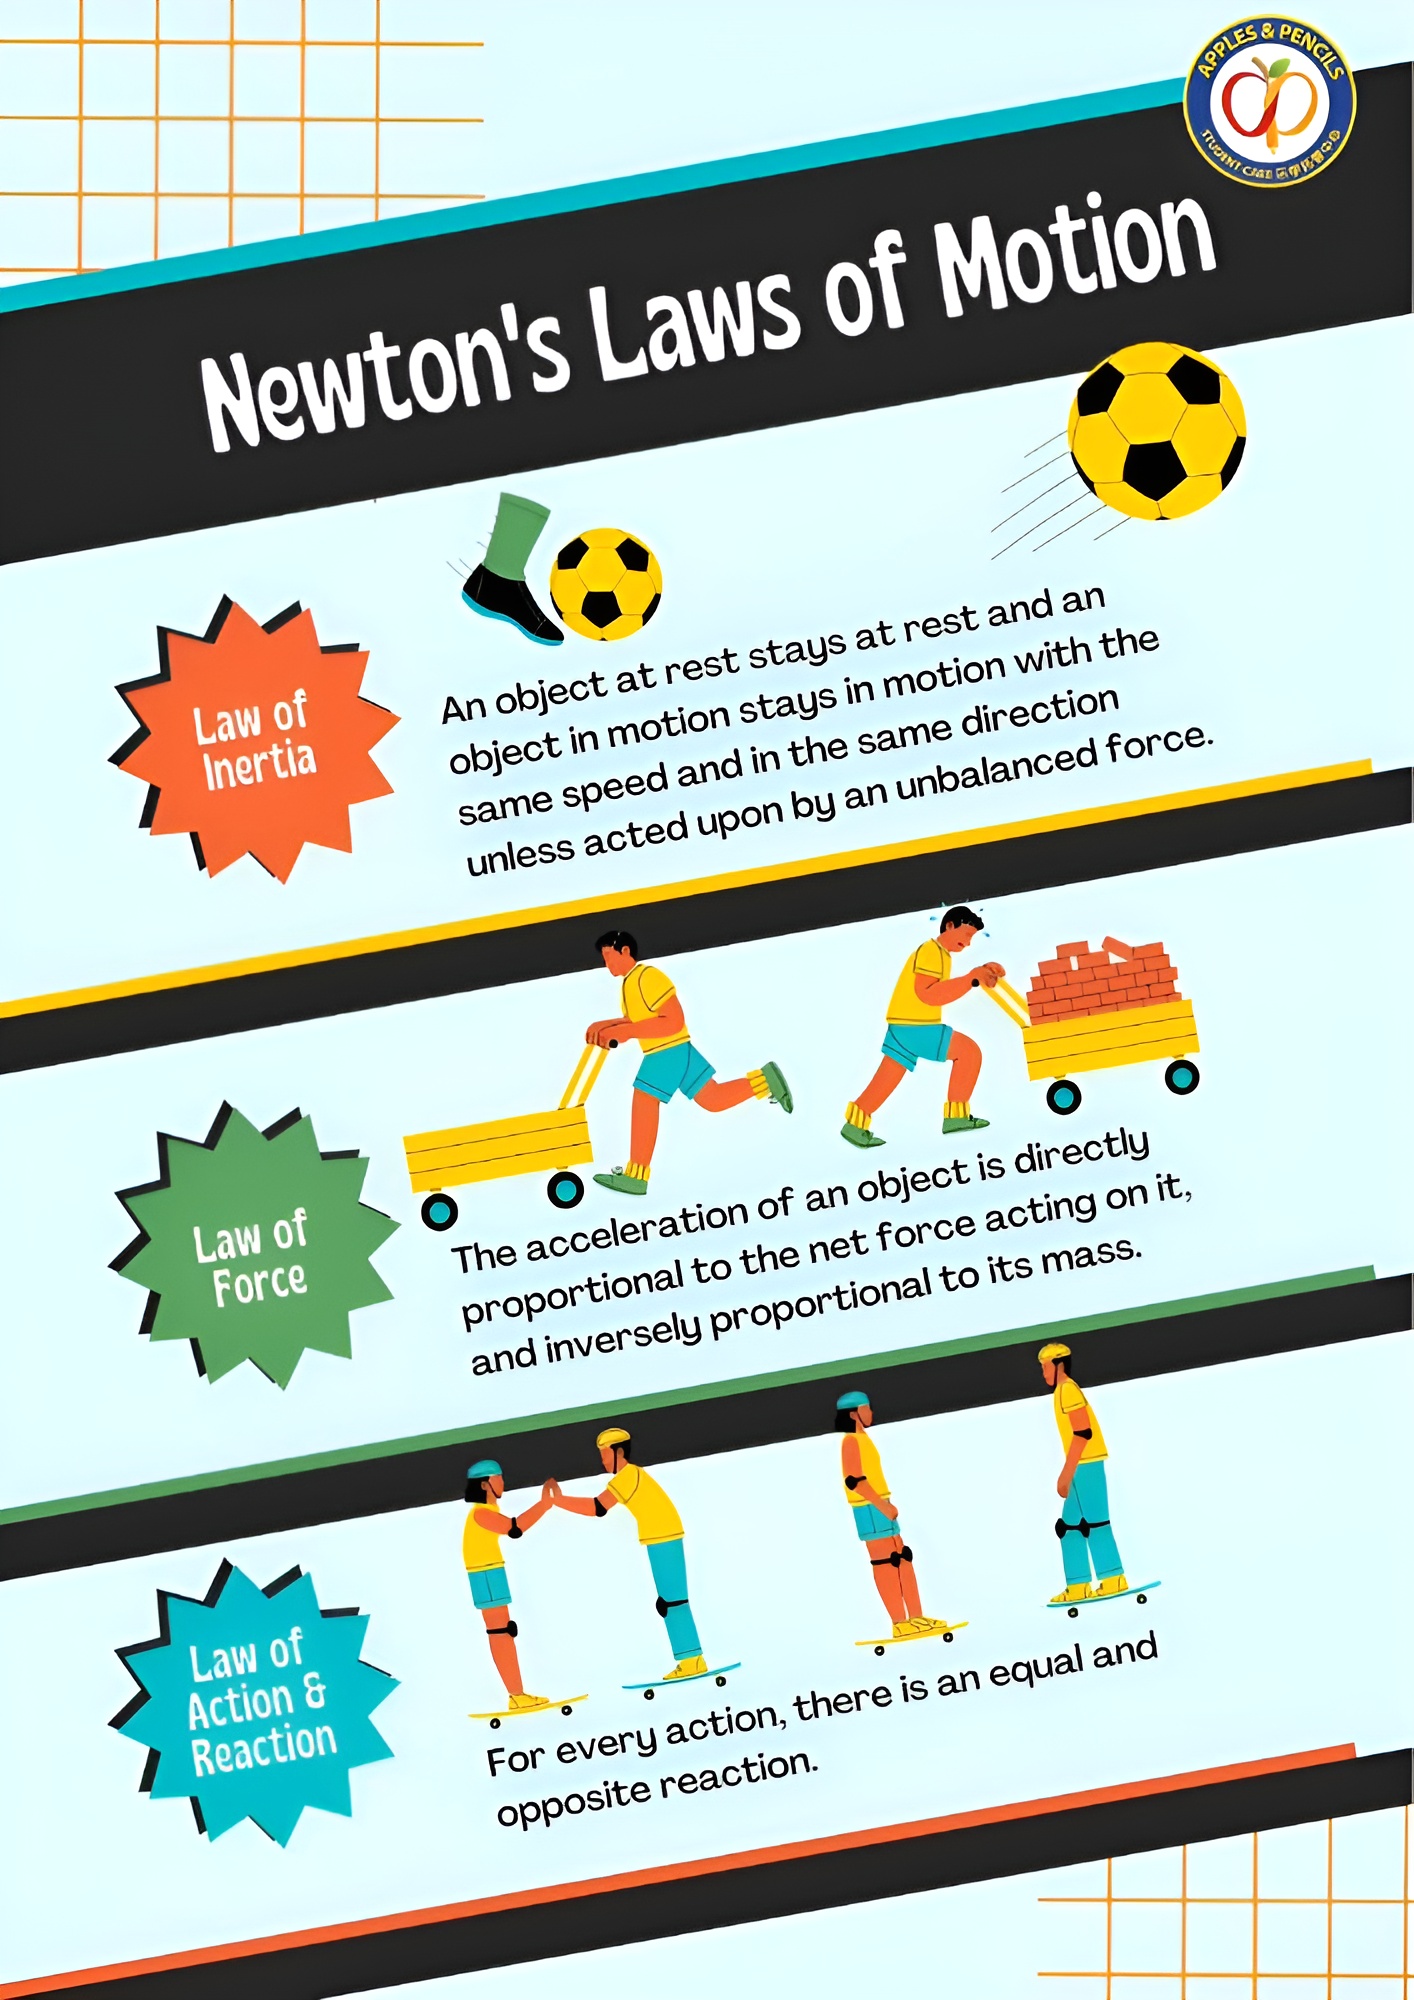 APPLES & PENCILS
STUDENT CARE
Newton's Laws of Motion
Law of
Inertia
An object at rest stays at rest and an
object in motion stays in motion with the
same speed and in the same direction
unless acted upon by an unbalanced force.
Law of
Force
The acceleration of an object is directly
proportional to the net force acting on it,
and inversely proportional to its mass.
Law of
Action &
Reaction
For every action, there is an equal and
opposite reaction.